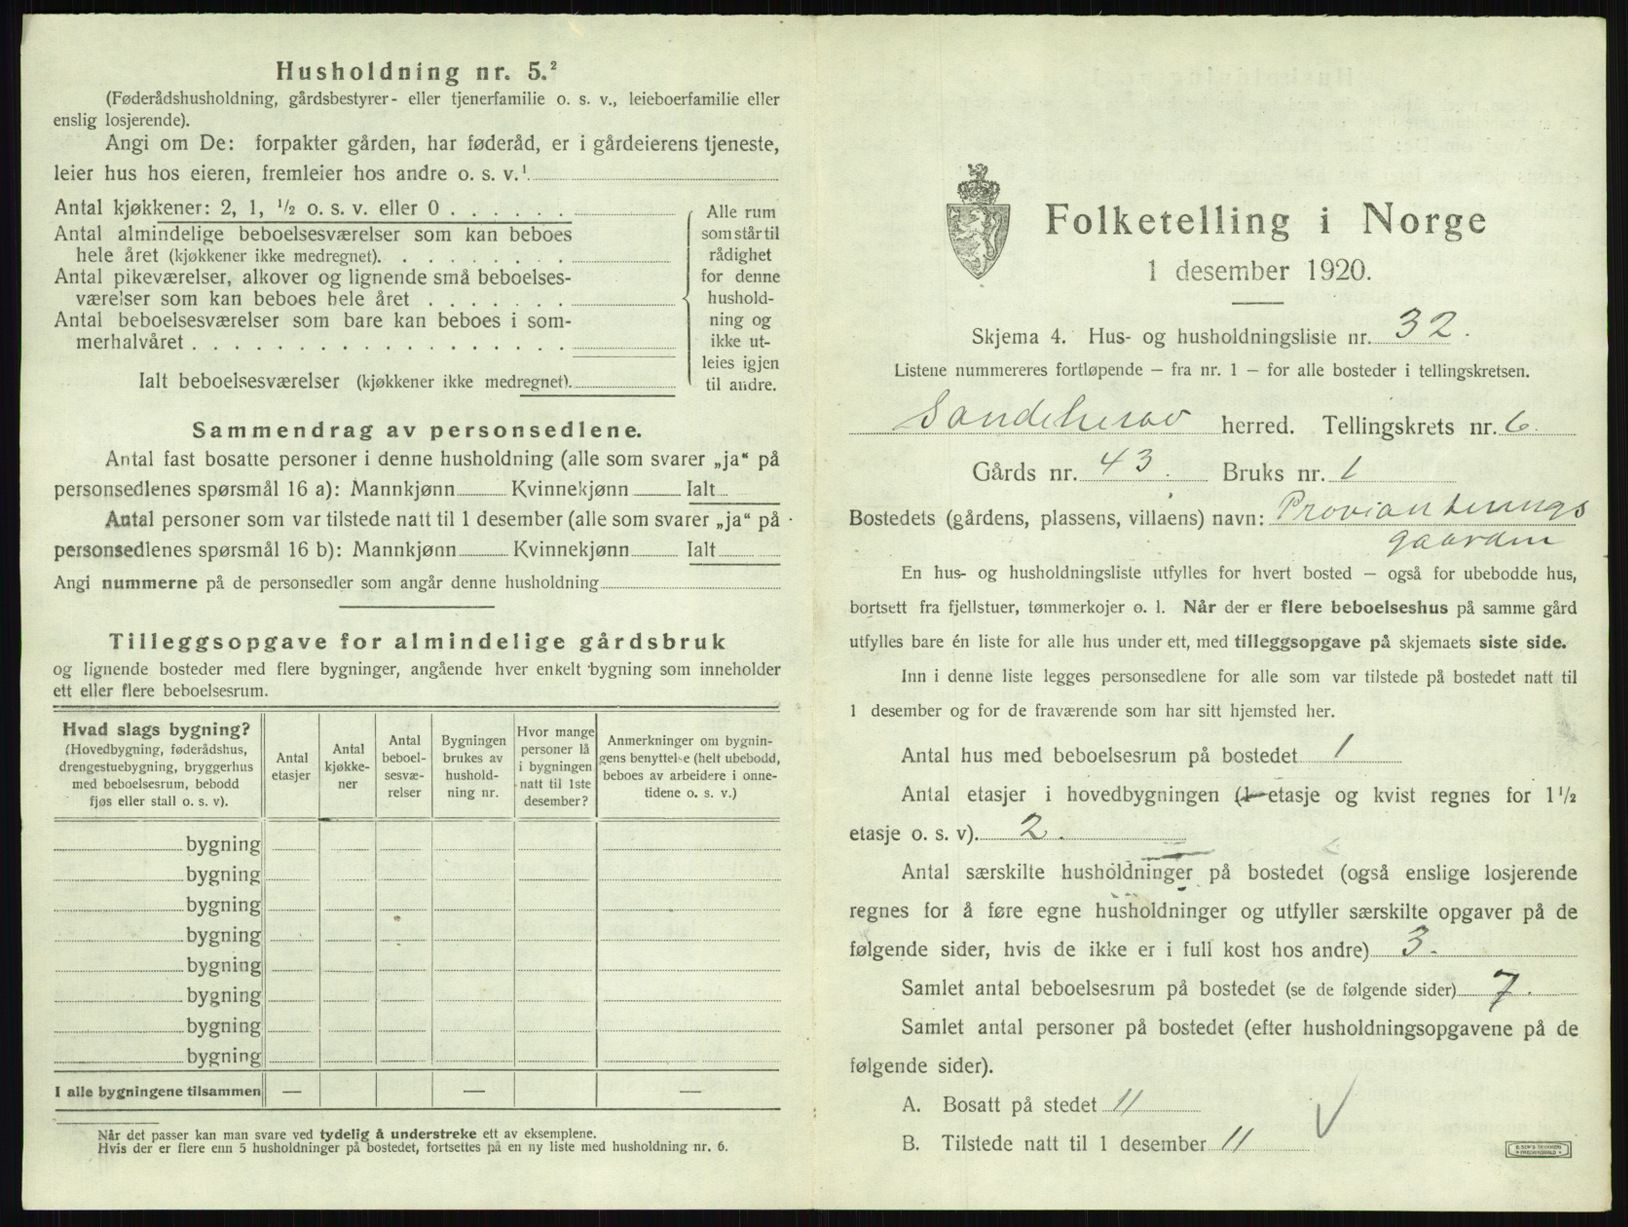 Husholdning nr. 5.²
(Føderådshusholdning, gårdsbestyrer- eller tjenerfamilie o. s. v., leieboerfamilie eller
enslig losjerende).
Angi om De: forpakter gården, har føderåd, er i gårdeierens tjeneste,
leier hus hos eieren, fremleier hos andre o. s. v.¹
Antal kjøkkener: 2, 1, ½ o. s. v. eller 0 . . . . . .
Antal almindelige beboelsesværelser som kan beboes
hele året (kjøkkener ikke medregnet). . . . . . . .
Antal pikeværelser, alkover og lignende små beboelses-
værelser som kan beboes hele året . . . . . . .
Antal beboelsesværelser som bare kan beboes i som-
merhalvåret . . . . . . . . . . . . . . . . . .
Ialt beboelsesværelser (kjøkkener ikke medregnet).
Alle rum
som står til
rådighet
for denne
hushold-
ning og
ikke ut-
leies igjen
til andre.
Sammendrag av personsedlene.
Antal fast bosatte personer i denne husholdning (alle som svarer „ja“ på
personsedlenes spørsmål 16 a): Mannkjønn Kvinnekjønn Ialt
Antal personer som var tilstede natt til 1 desember (alle som svarer „ja“ på
personsedlenes spørsmål 16 b): Mannkjønn Kvinnekjønn Ialt
Angi nummerne på de personsedler som angår denne husholdning
Tilleggsopgave for almindelige gårdsbruk
og lignende bosteder med flere bygninger, angående hver enkelt bygning som inneholder
ett eller flere beboelsesrum.
Hvad slags bygning?
(Hovedbygning, føderådshus,
drengestuebygning, bryggerhus
med beboelsesrum, bebodd
fjøs eller stall o. s. v).
Antal
etasjer
Antal
kjøkke-
ner
Antal
beboel-
sesvæ-
relser
Bygningen
brukes av
hushold-
ning nr.
Hvor mange
personer lå
i bygningen
natt til 1ste
desember?
Anmerkninger om bygnin-
gens benyttelse (helt ubebodd,
beboes av arbeidere i onne-
tidene o. s. v.)
bygning
bygning
bygning
bygning
bygning
bygning
bygning
bygning
I alle bygningene tilsammen — — —
Når det passer kan man svare ved tydelig å understreke ett av eksemplene.
Hvis der er flere enn 5 husholdninger på bostedet, fortsettes på en ny liste med husholdning nr. 6.
Folketelling i Norge
1 desember 1920.
Skjema 4. Hus- og husholdningsliste nr. 32.
Listene nummereres fortløpende — fra nr. 1 — for alle bosteder i tellingskretsen.
Sandeherad herred. Tellingskrets nr. 6.
Gårds nr. 43. Bruks nr. 1
Bostedets (gårdens, plassens, villaens) navn: Provianterings
gaarden
En hus- og husholdningsliste utfylles for hvert bosted — også for ubebodde hus,
bortsett fra fjellstuer, tømmerkojer o. l. Når der er flere beboelseshus på samme gård
utfylles bare én liste for alle hus under ett, med tilleggsopgave på skjemaets siste side.
Inn i denne liste legges personsedlene for alle som var tilstede på bostedet natt til
1 desember og for de fraværende som har sitt hjemsted her.
Antal hus med beboelsesrum på bostedet 1
Antal etasjer i hovedbygningen (1 etasje og kvist regnes for 1½
etasje o. s. v). 2.
Antal særskilte husholdninger på bostedet (også enslige losjerende
regnes for å føre egne husholdninger og utfyller særskilte opgaver på de
følgende sider, hvis de ikke er i full kost hos andre) 3.
Samlet antal beboelsesrum på bostedet (se de følgende sider) 7.
Samlet antal personer på bostedet (efter husholdningsopgavene på de
følgende sider).
A. Bosatt på stedet 11
B. Tilstede natt til 1 desember 11